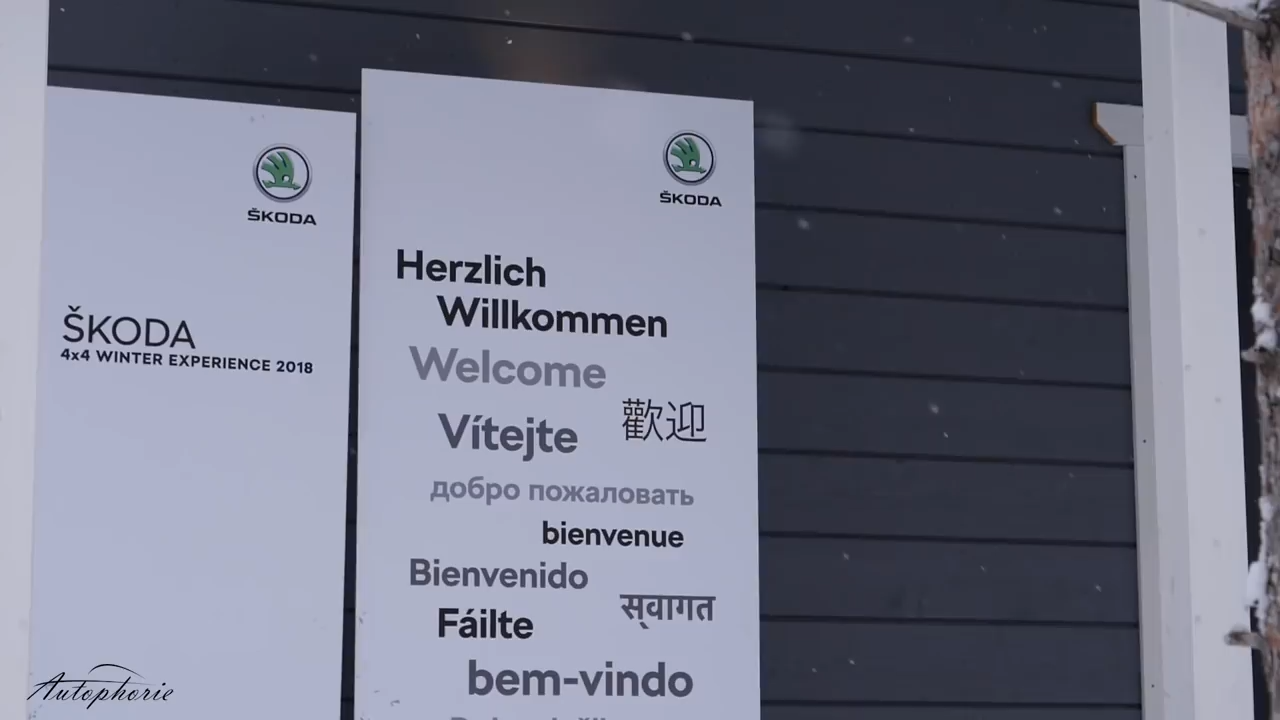 ŠKODA
ŠKODA
4x4 WINTER EXPERIENCE 2018
ŠKODA
Herzlich
Willkommen
Welcome
Vítejte
歡迎
добро пожаловать
bienvenue
Bienvenido
स्वागत
Fáilte
bem-vindo
Autophorie